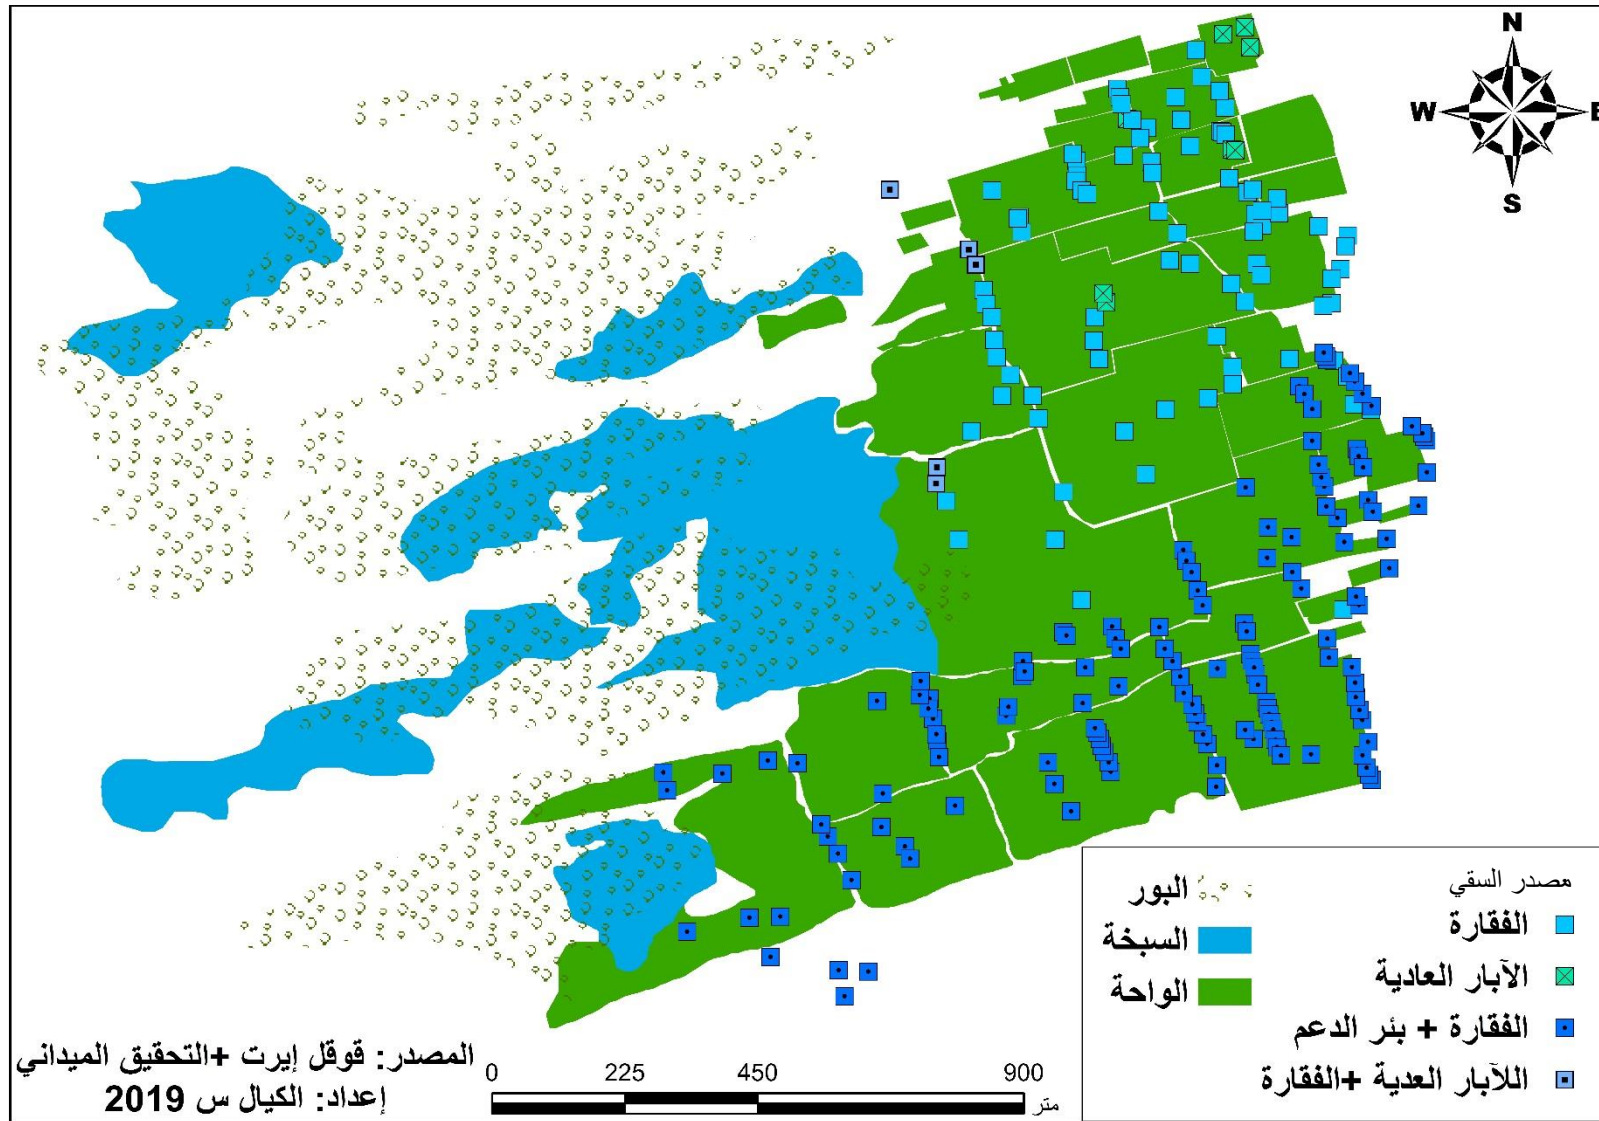 N
W E
S
مصدر السقي
الفقارة
الآبار العادية
الفقارة + بئر الدعم
اللآبار العدية +الفقارة
البور
السبخة
الواحة
0 225 450 900
متر
المصدر: قوقل إيرت +التحقيق الميداني
إعداد: الكيال س 2019